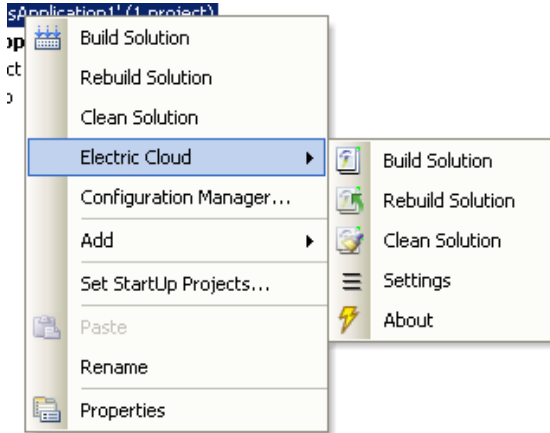 sApplication1' (1 project)
Build Solution
Rebuild Solution
Clean Solution
Electric Cloud
Configuration Manager...
Add
Set StartUp Projects...
Paste
Rename
Properties
Build Solution
Rebuild Solution
Clean Solution
Settings
About